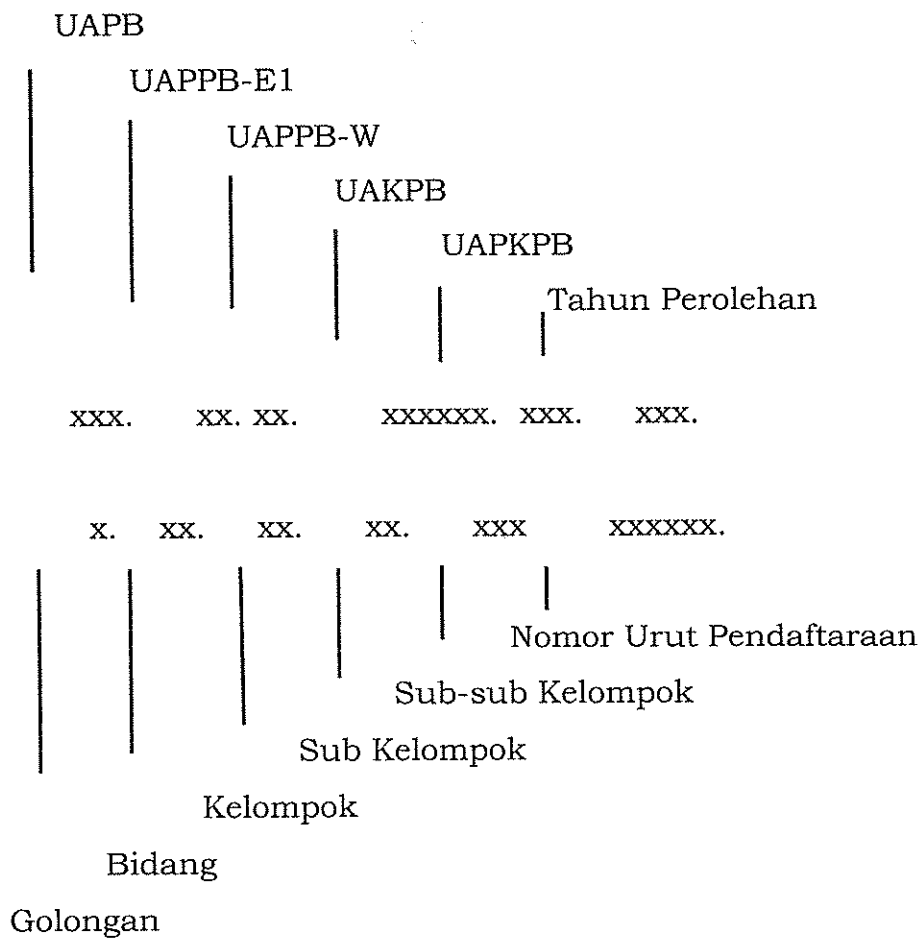 UAPB
UAPPB-E1
UAPPB-W
UAKPB
UAPKPB
Tahun Perolehan
xxx. xx. xx. xxxxxx. xxx. xxx.
x. xx. xx. xx. xxx xxxxxx.
Nomor Urut Pendaftaraan
Sub-sub Kelompok
Sub Kelompok
Kelompok
Bidang
Golongan